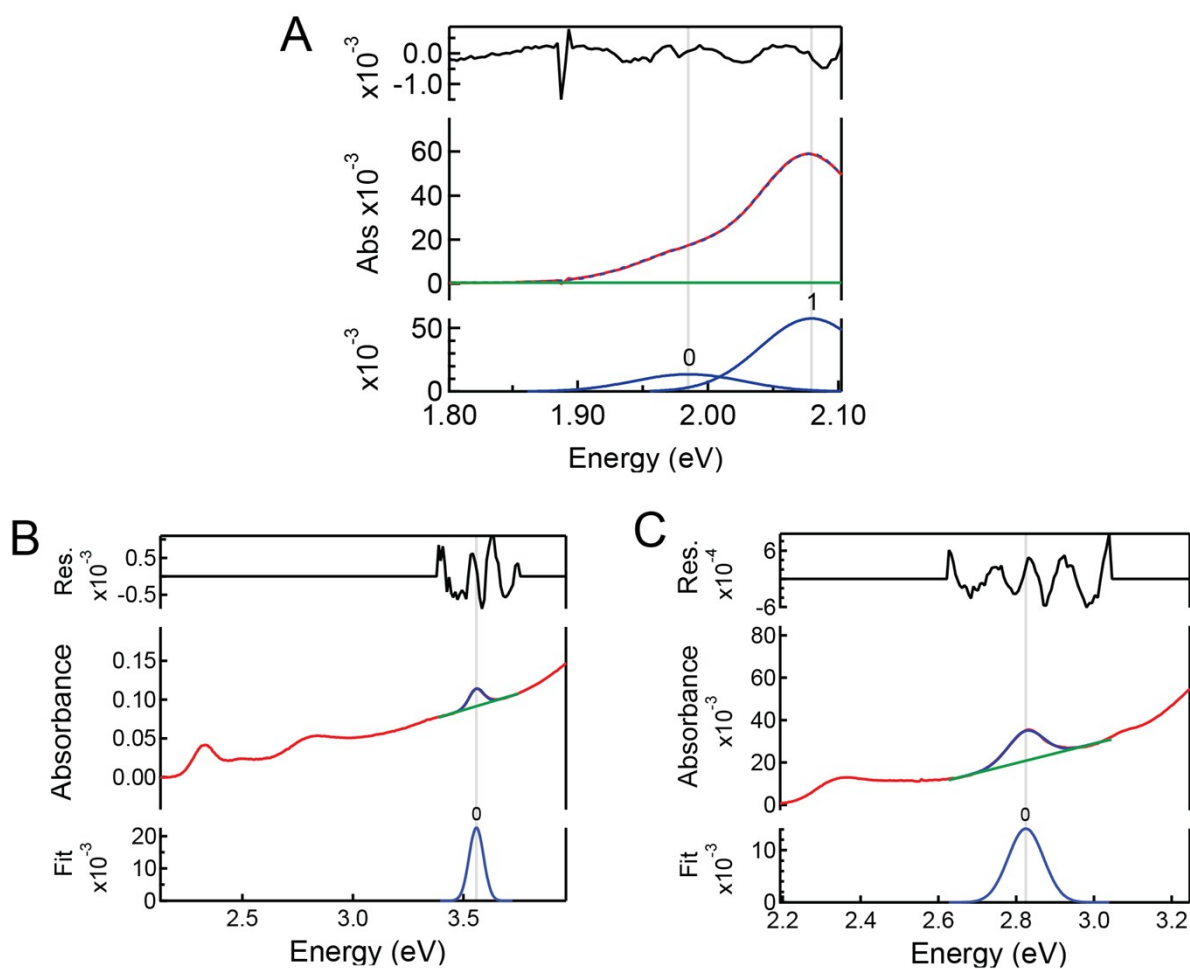 A
x10⁻³
0.0
-1.0
Abs x10⁻³
60
40
20
0
x10⁻³
50
0
0
1
1.80 1.90 2.00 2.10
Energy (eV)
B
Res.
x10⁻³
0.5
-0.5
Absorbance
0.15
0.10
0.05
0.00
Fit
x10⁻³
20
10
0
0
2.5 3.0 3.5
Energy (eV)
C
Res.
x10⁻⁴
6
-6
Absorbance
x10⁻³
80
60
40
20
0
Fit
x10⁻³
10
0
0
2.2 2.4 2.6 2.8 3.0 3.2
Energy (eV)